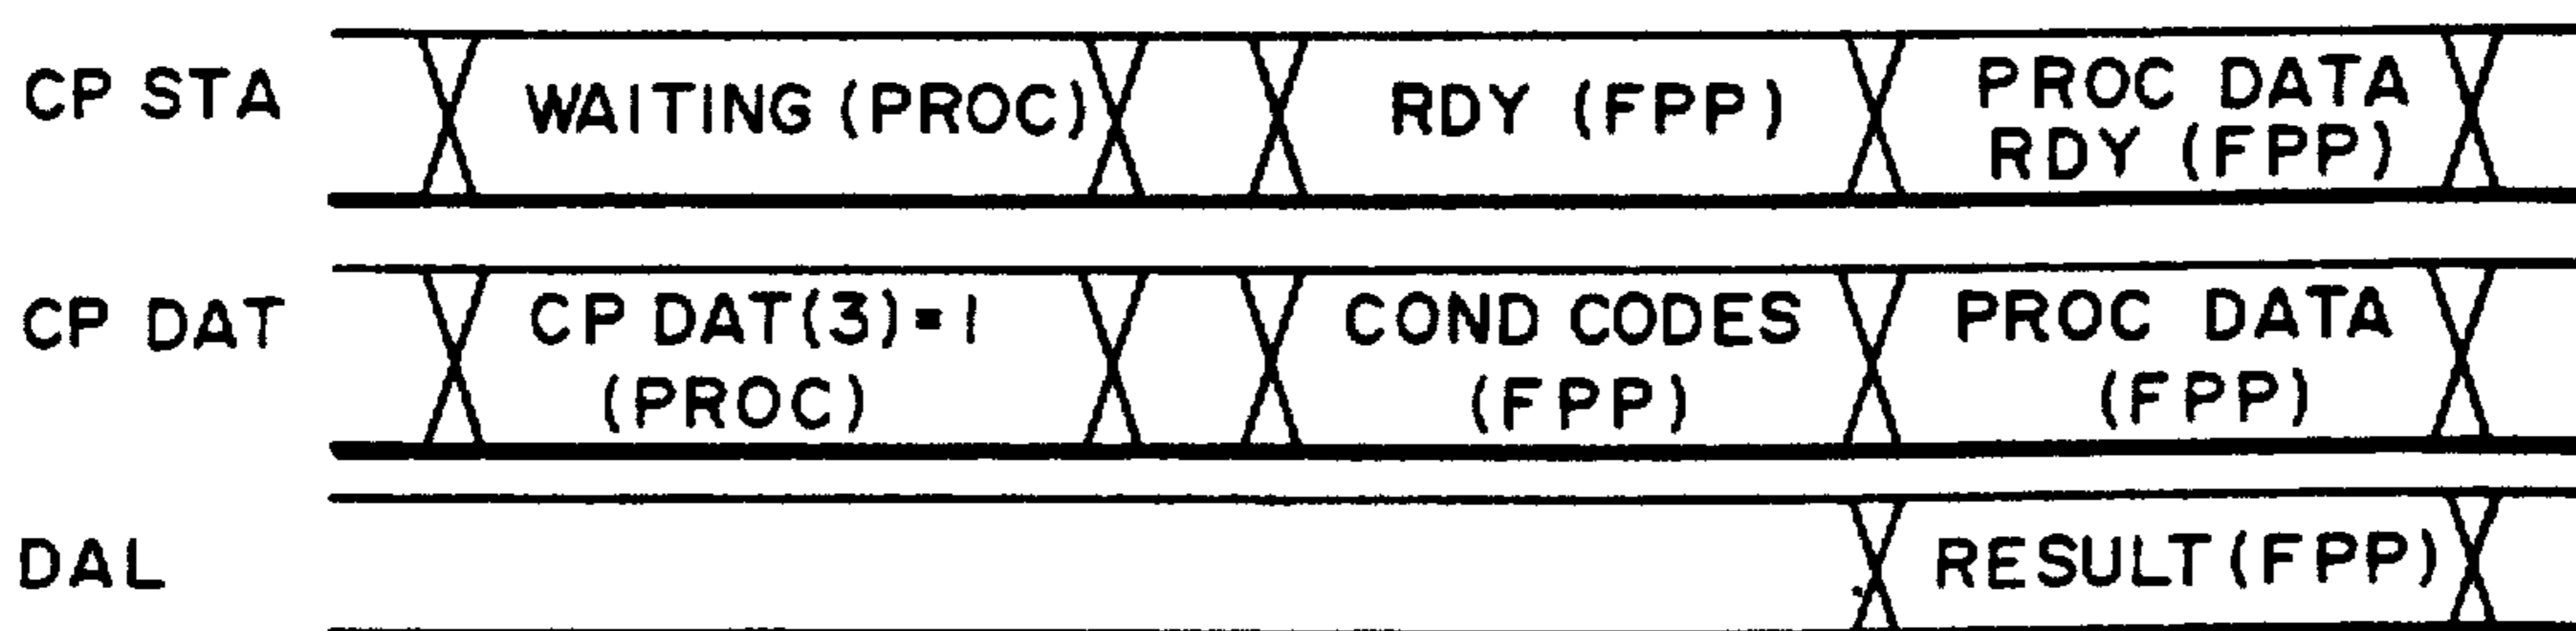 CP STA
WAITING (PROC)
RDY (FPP)
PROC DATA
RDY (FPP)
CP DAT
CP DAT(3)=1
(PROC)
COND CODES
(FPP)
PROC DATA
(FPP)
DAL
RESULT (FPP)